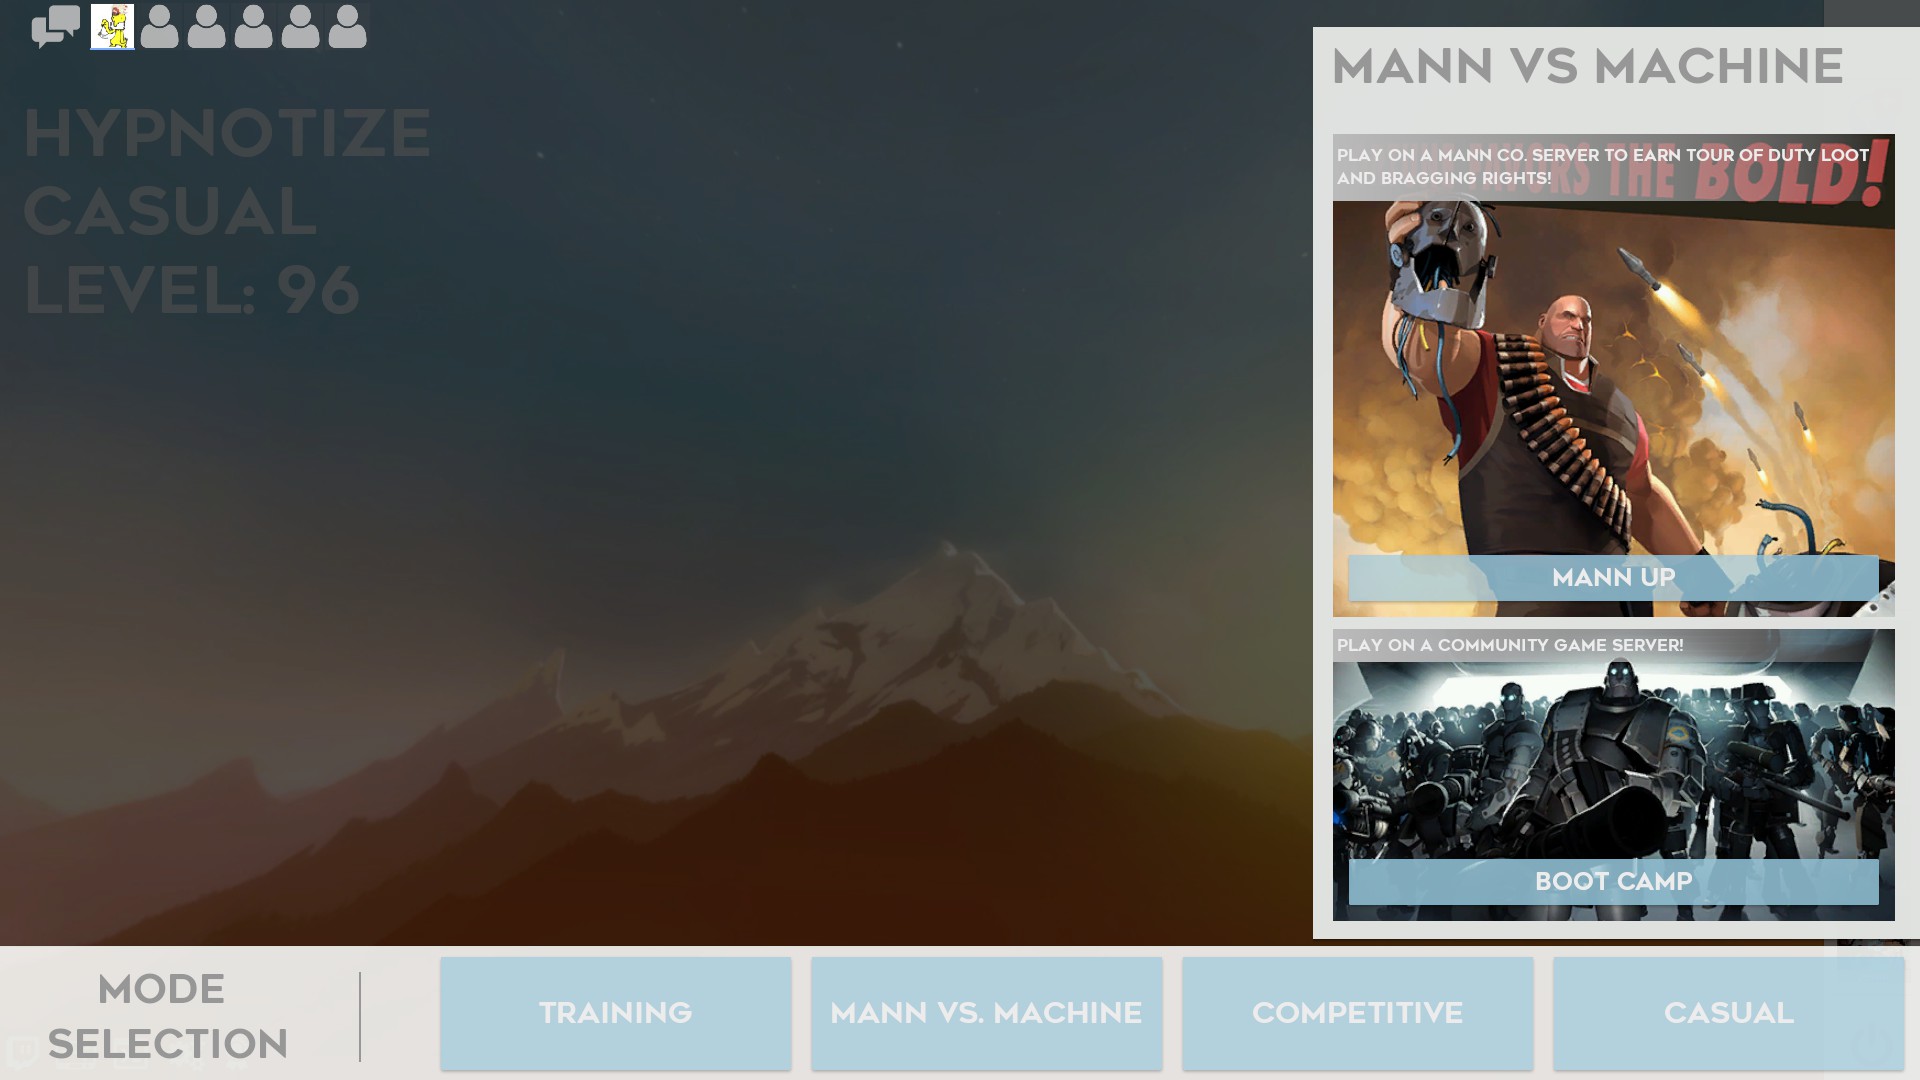 HYPNOTIZE
CASUAL
LEVEL: 96
MANN VS MACHINE
PLAY ON A MANN CO. SERVER TO EARN TOUR OF DUTY LOOT
AND BRAGGING RIGHTS!
THE BOLD!
MANN UP
PLAY ON A COMMUNITY GAME SERVER!
BOOT CAMP
MODE
SELECTION
TRAINING
MANN VS. MACHINE
COMPETITIVE
CASUAL